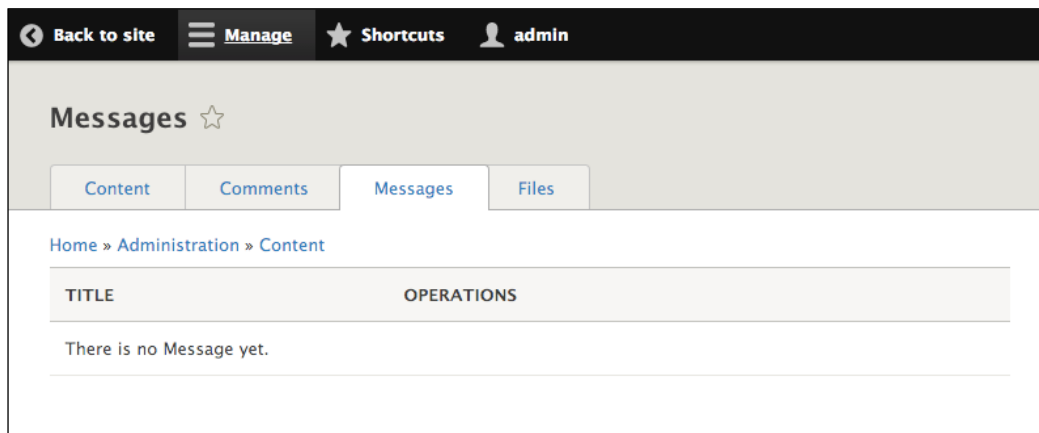 Back to site Manage Shortcuts admin
Messages
Content Comments Messages Files
Home » Administration » Content
TITLE OPERATIONS
There is no Message yet.